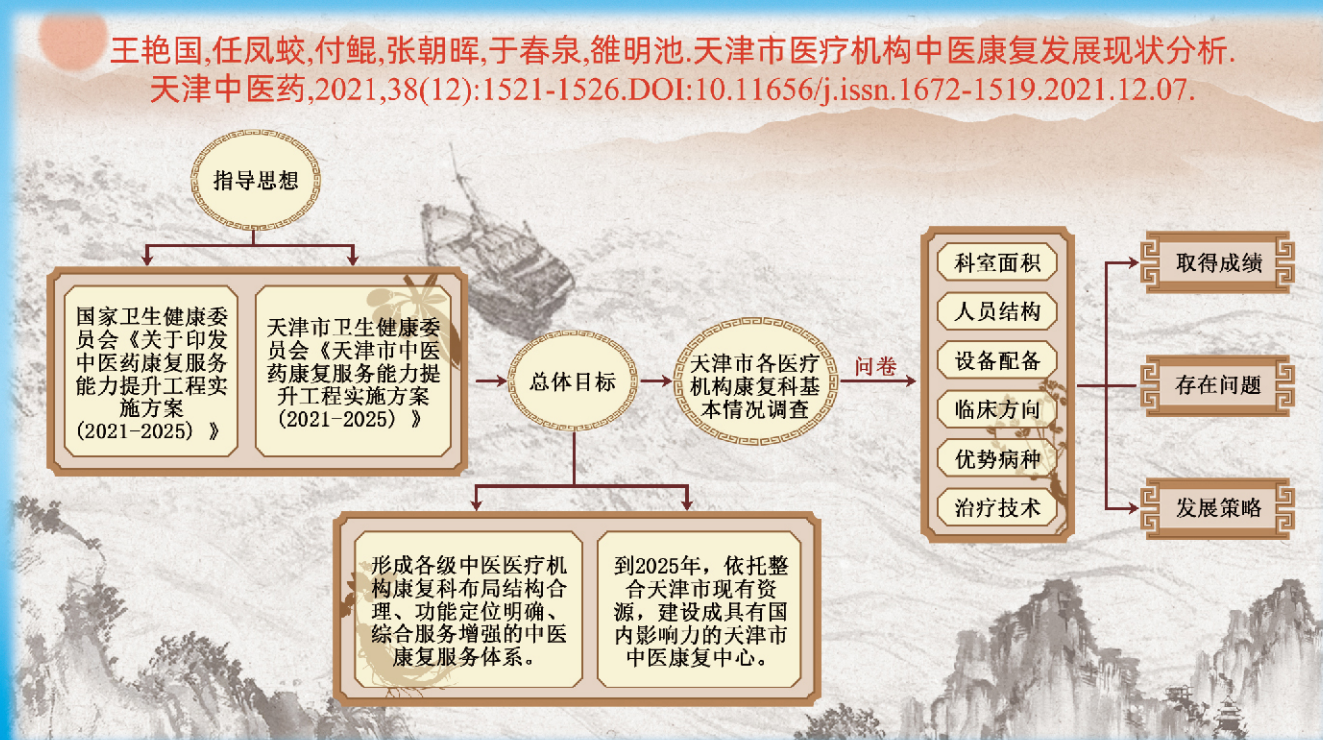 王艳国,任凤蛟,付鲲,张朝晖,于春泉,雒明池.天津市医疗机构中医康复发展现状分析.
天津中医药,2021,38(12):1521-1526.DOI:10.11656/j.issn.1672-1519.2021.12.07.
指导思想
国家卫生健康委
员会《关于印发
中医药康复服务
能力提升工程实
施方案
(2021-2025) 》
天津市卫生健康委
员会《天津市中医
药康复服务能力提
升工程实施方案
(2021-2025) 》
总体目标
形成各级中医医疗机
构康复科布局结构合
理、功能定位明确、
综合服务增强的中医
康复服务体系。
到2025年，依托整
合天津市现有资
源，建设成具有国
内影响力的天津市
中医康复中心。
天津市各医疗
机构康复科基
本情况调查
问卷
科室面积
人员结构
设备配备
临床方向
优势病种
治疗技术
取得成绩
存在问题
发展策略